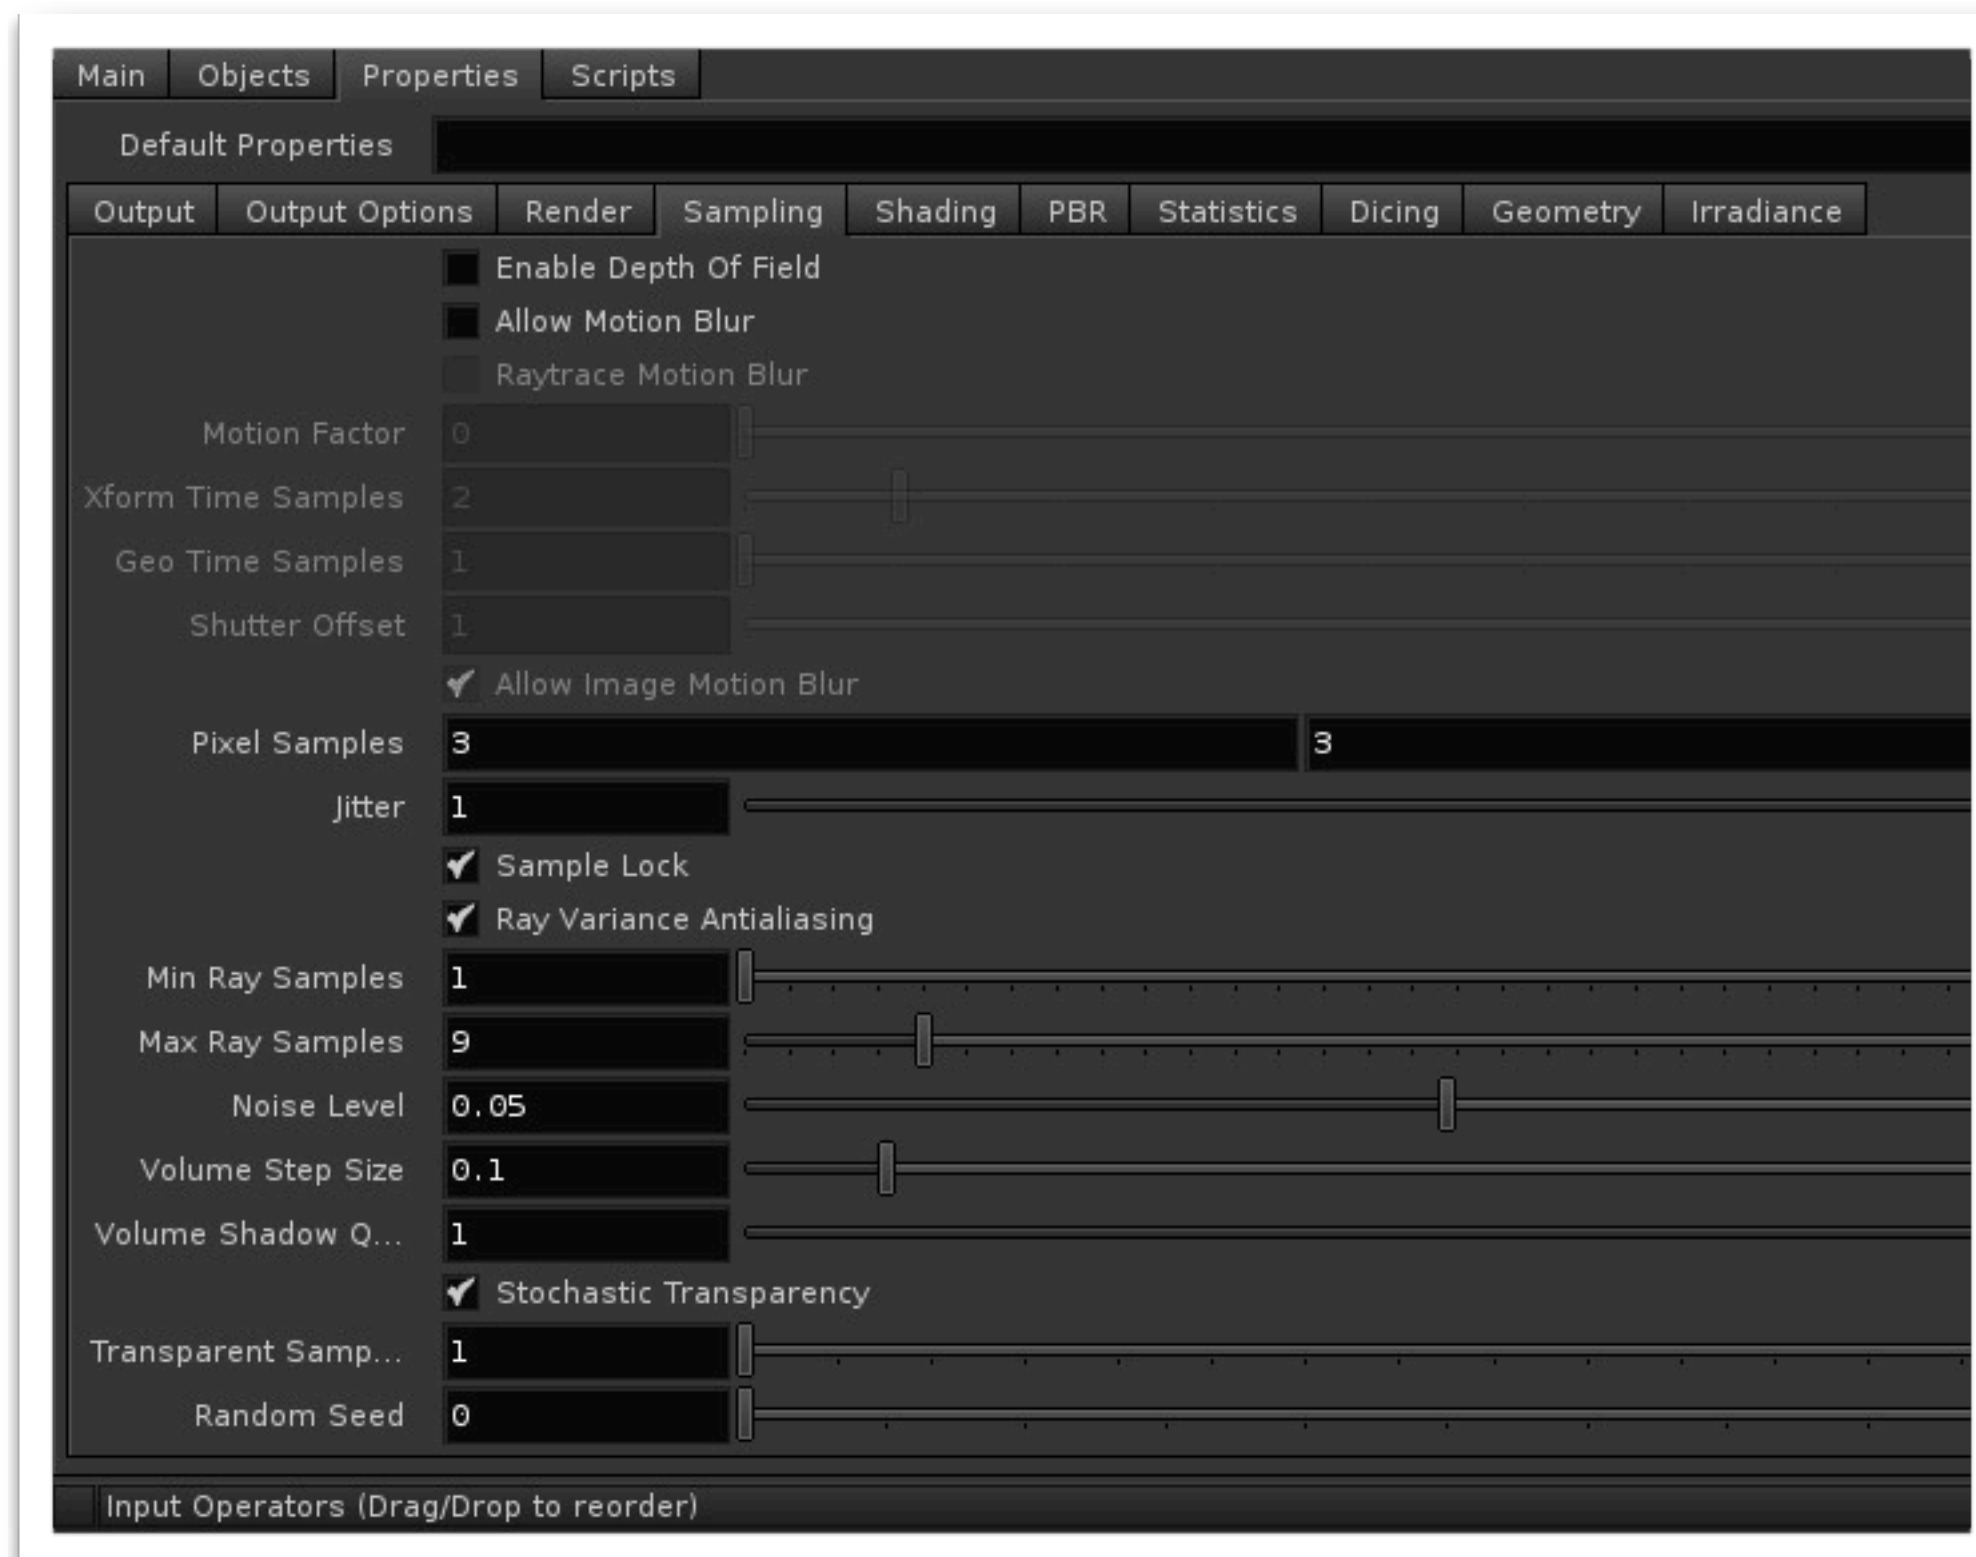 Main Objects Properties Scripts
Default Properties
Output Output Options Render Sampling Shading PBR Statistics Dicing Geometry Irradiance
Enable Depth Of Field
Allow Motion Blur
Raytrace Motion Blur
Motion Factor 0
Xform Time Samples 2
Geo Time Samples 1
Shutter Offset 1
Allow Image Motion Blur
Pixel Samples 3 3
Jitter 1
Sample Lock
Ray Variance Antialiasing
Min Ray Samples 1
Max Ray Samples 9
Noise Level 0.05
Volume Step Size 0.1
Volume Shadow Q... 1
Stochastic Transparency
Transparent Samp... 1
Random Seed 0
Input Operators (Drag/Drop to reorder)